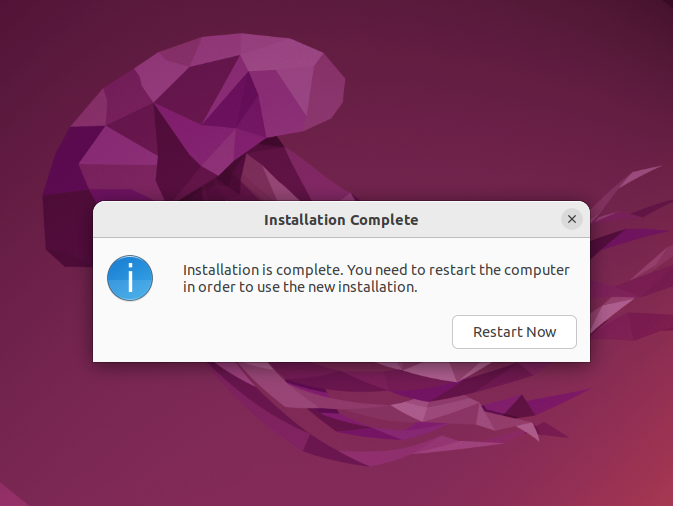 Installation Complete
Installation is complete. You need to restart the computer
in order to use the new installation.
Restart Now